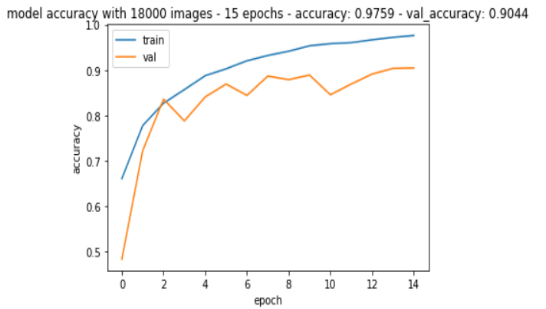 model accuracy with 18000 images - 15 epochs - accuracy: 0.9759 - val_accuracy: 0.9044
1.0
train
val
0.9
0.8
accuracy
0.7
0.6
0.5
0 2 4 6 8 10 12 14
epoch